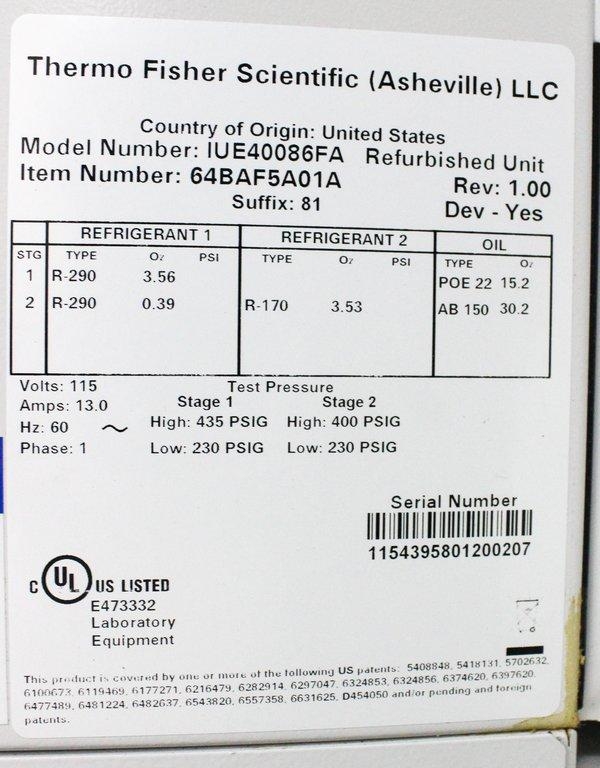 Thermo Fisher Scientific (Asheville) LLC
Country of Origin: United States
Model Number: IUE40086FA Refurbished Unit
Item Number: 64BAF5A01A Rev: 1.00
Suffix: 81 Dev - Yes
REFRIGERANT 1 REFRIGERANT 2 OIL
STG TYPE Oz PSI TYPE Oz PSI TYPE Oz
1 R-290 3.56 POE 22 15.2
2 R-290 0.39 R-170 3.53 AB 150 30.2
Volts: 115 Test Pressure
Amps: 13.0 Stage 1 Stage 2
Hz: 60 ~ High: 435 PSIG High: 400 PSIG
Phase: 1 Low: 230 PSIG Low: 230 PSIG
Serial Number
1154395801200207
C UL US LISTED
E473332
Laboratory
Equipment
This product is covered by one or more of the following US patents: 5408848, 5418131, 5702632,
6100673, 6119469, 6177271, 6216479, 6282914, 6297047, 6324853, 6324856, 6374620, 6397620,
6477489, 6481224, 6482637, 6543820, 6557358, 6631625, D454050 and/or pending and foreign
patents.